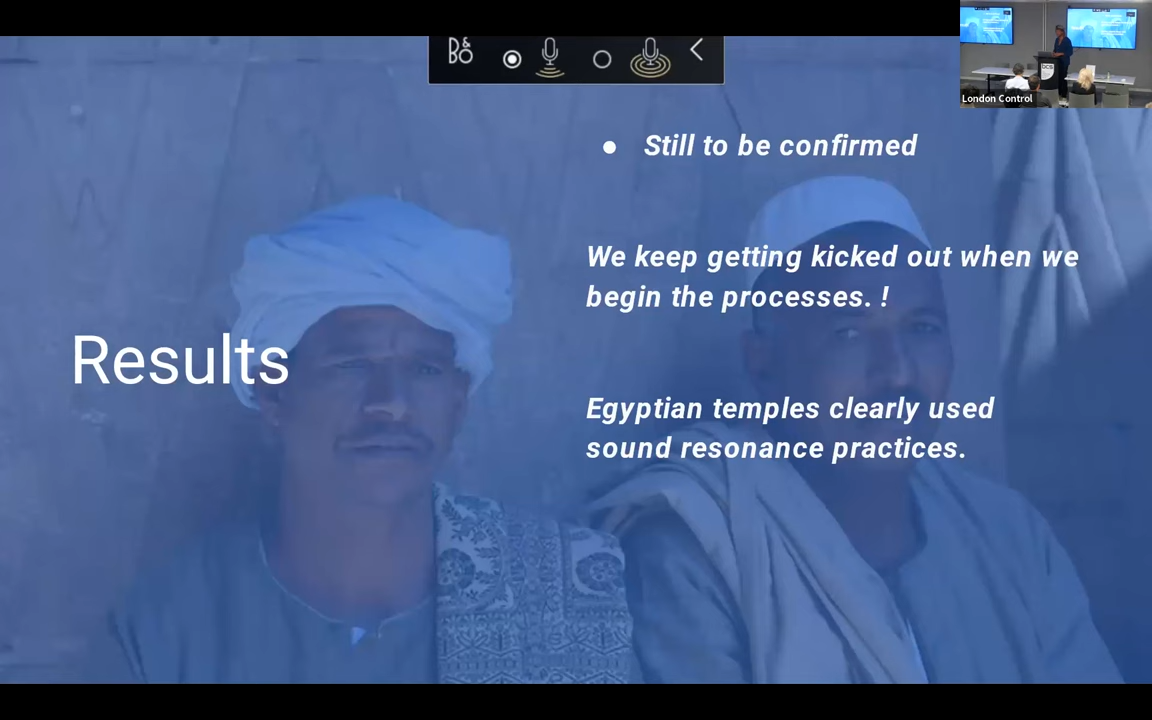 B&O
London Control
Still to be confirmed
We keep getting kicked out when we
begin the processes. !
Results
Egyptian temples clearly used
sound resonance practices.